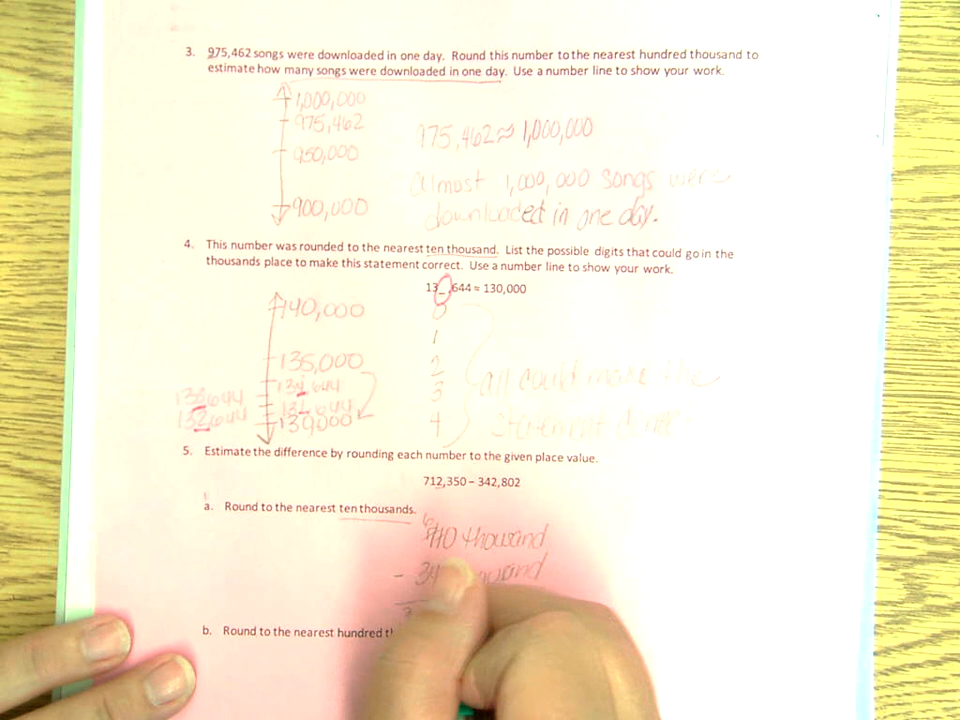 3. 975,462 songs were downloaded in one day. Round this number to the nearest hundred thousand to
estimate how many songs were downloaded in one day. Use a number line to show your work.
1,000,000
975,462
950,000
900,000
975,462 ≈ 1,000,000
Almost 1,000,000 songs were
downloaded in one day.
4. This number was rounded to the nearest ten thousand. List the possible digits that could go in the
thousands place to make this statement correct. Use a number line to show your work.
13_,644 ≈ 130,000
140,000
135,000
134,644
132,644
0
1
2
3
4
all could make the
statement
5. Estimate the difference by rounding each number to the given place value.
712,350 – 342,802
a. Round to the nearest ten thousands.
710 thousand
- 34
b. Round to the nearest hundred